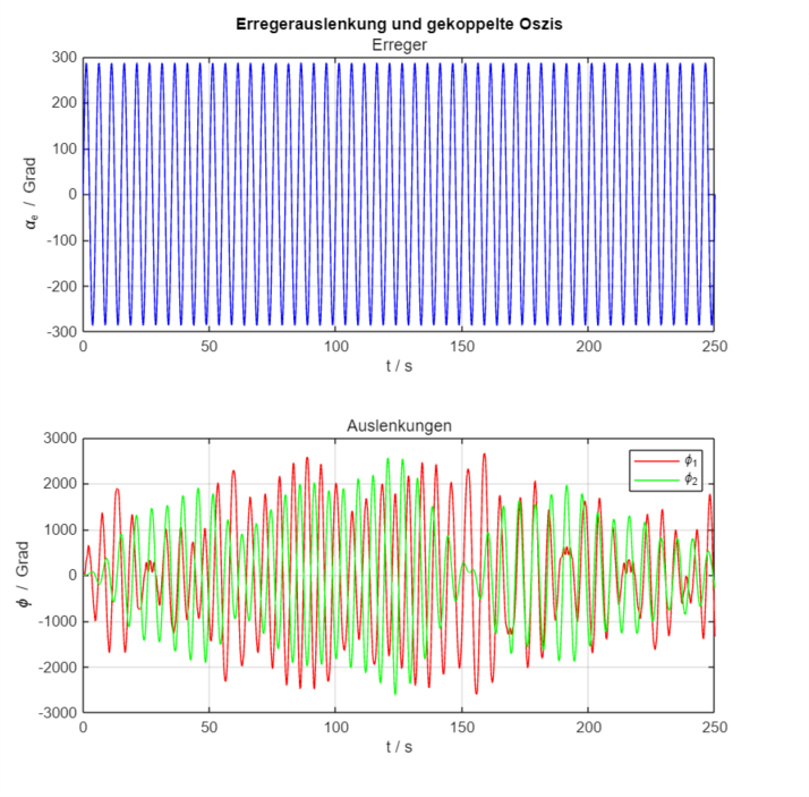 Erregerauslenkung und gekoppelte Oszis
Erreger
300
200
100
0
-100
-200
-300
α_e / Grad
0 50 100 150 200 250
t / s
Auslenkungen
3000
2000
1000
0
-1000
-2000
-3000
ϕ / Grad
ϕ₁
ϕ₂
0 50 100 150 200 250
t / s